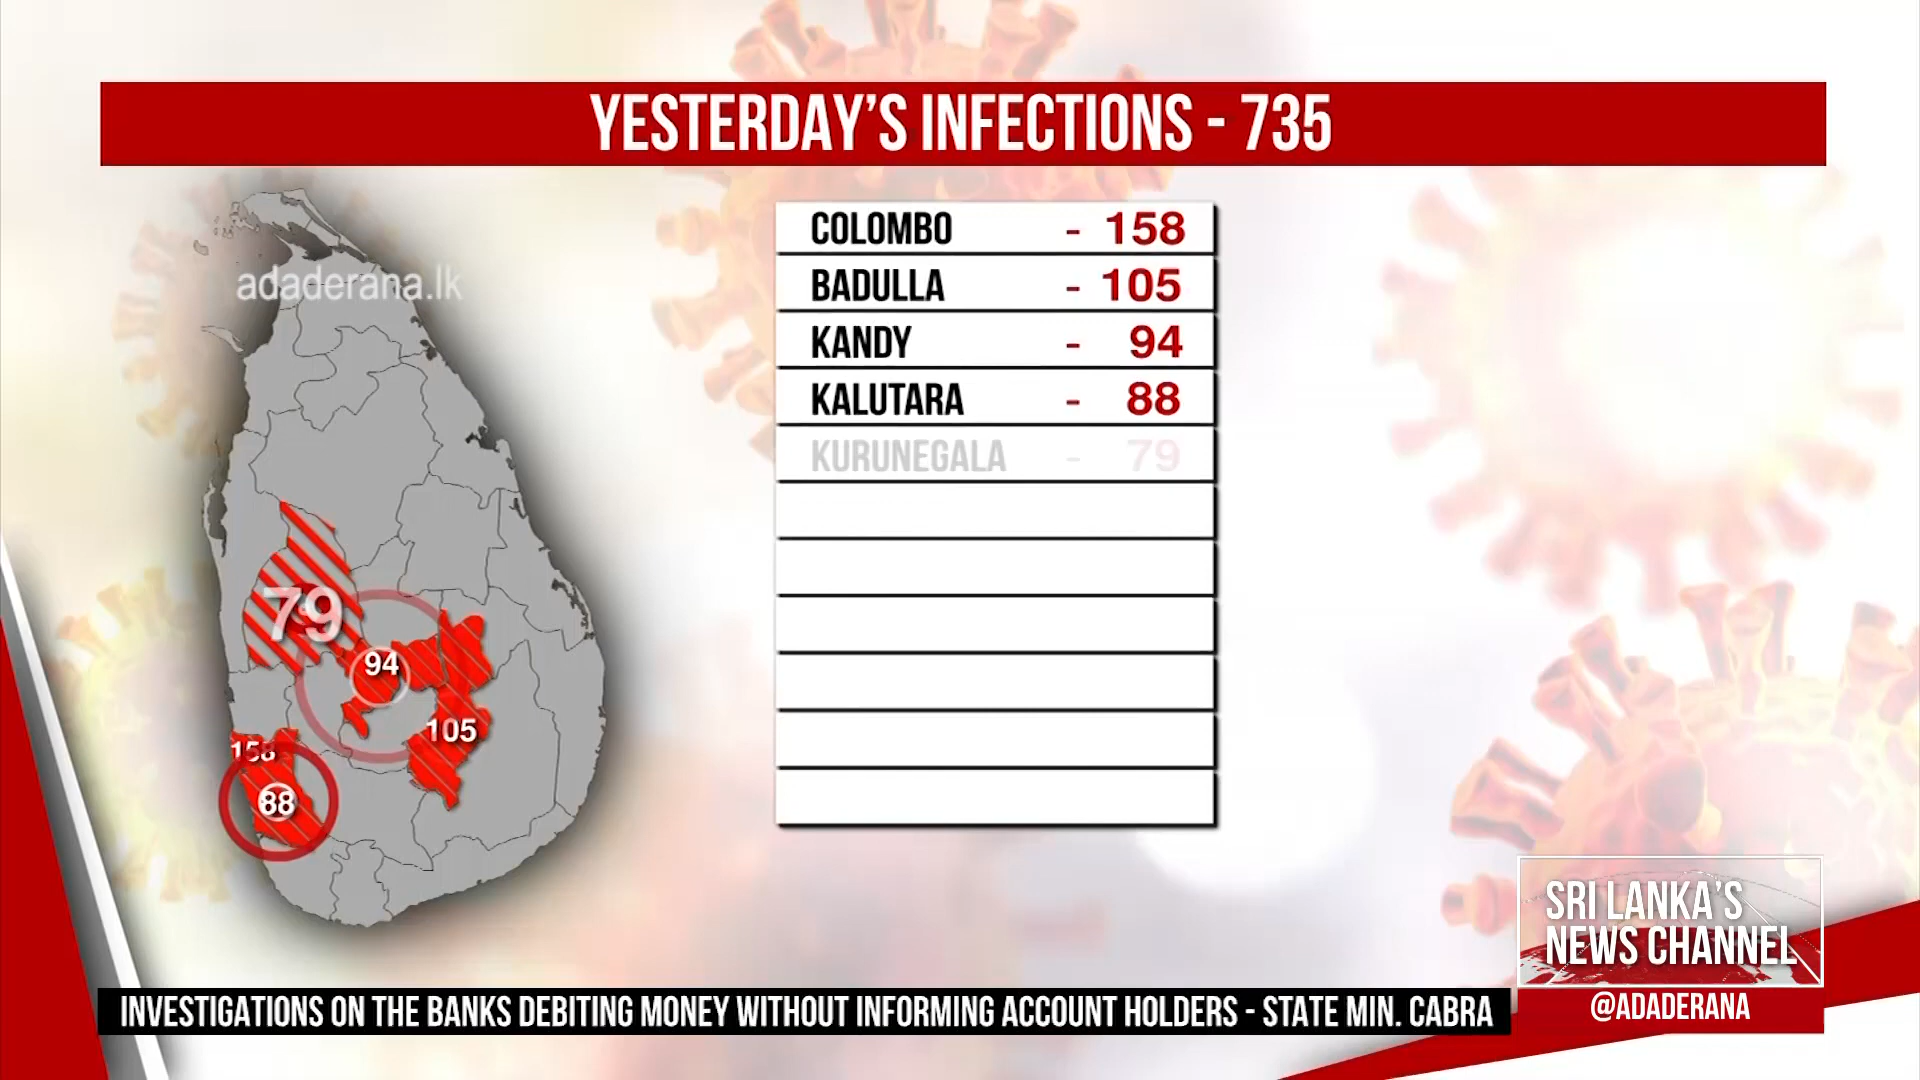 YESTERDAY'S INFECTIONS - 735
adaderana.lk
COLOMBO - 158
BADULLA - 105
KANDY - 94
KALUTARA - 88
KURUNEGALA - 79
79
94
105
158
88
SRI LANKA'S
NEWS CHANNEL
@ADADERANA
INVESTIGATIONS ON THE BANKS DEBITING MONEY WITHOUT INFORMING ACCOUNT HOLDERS - STATE MIN. CABRA